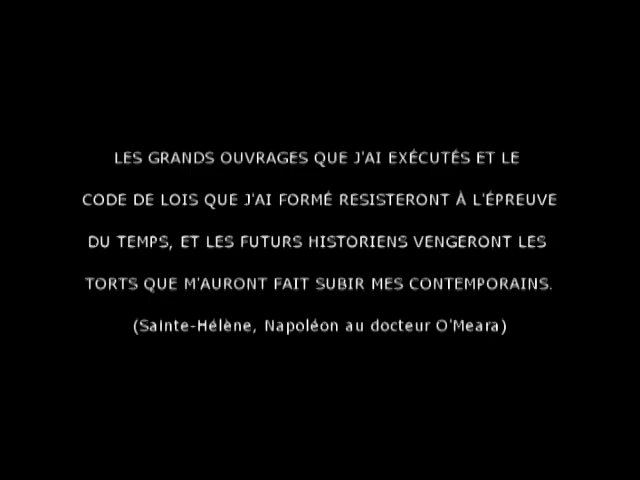 LES GRANDS OUVRAGES QUE J'AI EXÉCUTÉS ET LE
CODE DE LOIS QUE J'AI FORMÉ RESISTERONT À L'ÉPREUVE
DU TEMPS, ET LES FUTURS HISTORIENS VENGERONT LES
TORTS QUE M'AURONT FAIT SUBIR MES CONTEMPORAINS.
(Sainte-Hélène, Napoléon au docteur O'Meara)